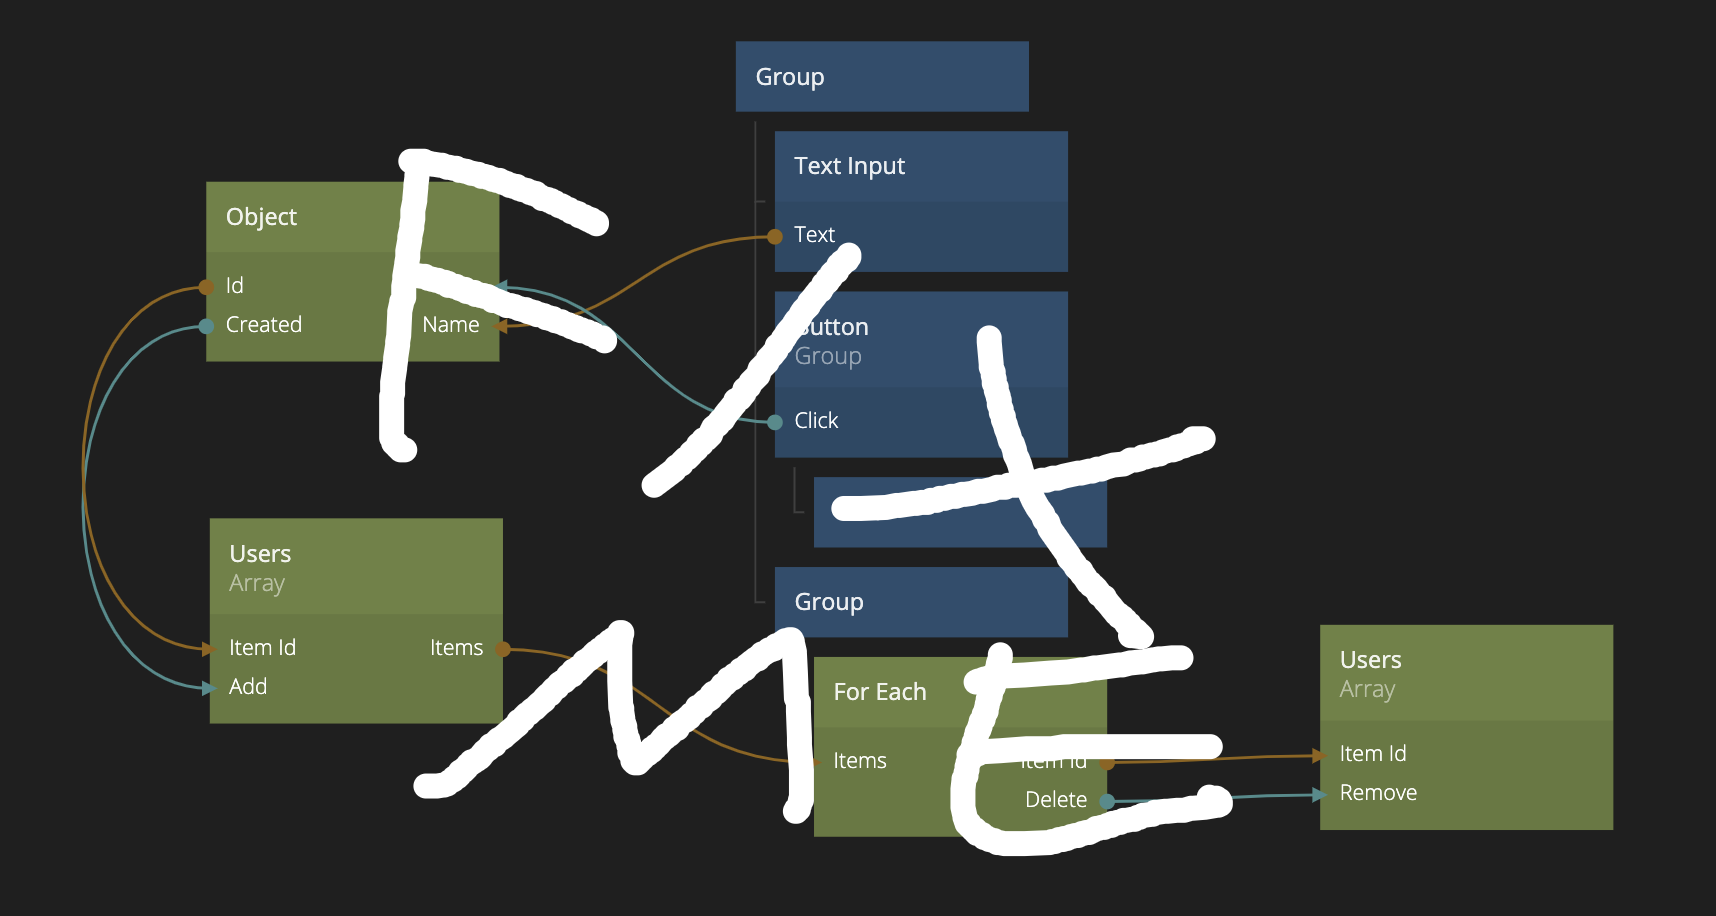 Group
Text Input
Text
Object
Id
Created
Name
Button
Group
Click
Group
Users
Array
Item Id
Items
Add
For Each
Items
Item Id
Delete
Users
Array
Item Id
Remove
FIX
ME